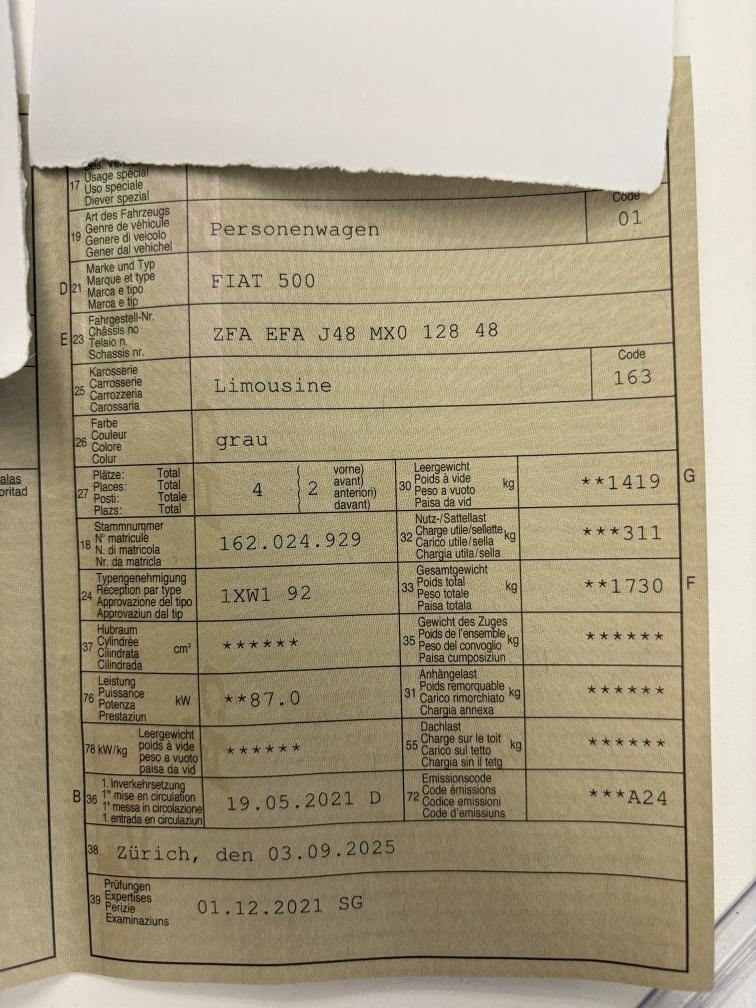 17 Usage spécial
Uso speciale
Diever spezial
19 Art des Fahrzeugs
Genre de véhicule
Genere di veicolo
Gener dal vehichel
Personenwagen
Code
01
D 21 Marke und Typ
Marque et type
Marca e tipo
Marca e tip
FIAT 500
E 23 Fahrgestell-Nr.
Châssis no
Telaio n.
Schassis nr.
ZFA EFA J48 MX0 128 48
25 Karosserie
Carrosserie
Carrozzeria
Carossaria
Limousine
Code
163
26 Farbe
Couleur
Colore
Colur
grau
27 Plätze: Total
Places: Total
Posti: Totale
Plazs: Total
4 ( 2 vorne)
avant)
anteriori)
davant)
30 Leergewicht
Poids à vide
Peso a vuoto
Paisa da vid
kg
**1419 G
18 Stammnummer
N° matricule
N. di matricola
Nr. da matricla
162.024.929
32 Nutz-/Sattellast
Charge utile/sellette
Carico utile/sella
Chargia utila/sella
kg
***311
24 Typengenehmigung
Réception par type
Approvazione del tipo
Approvaziun dal tip
1XW1 92
33 Gesamtgewicht
Poids total
Peso totale
Paisa totala
kg
**1730 F
37 Hubraum
Cylindrée
Cilindrata
Cilindrada
cm³
******
35 Gewicht des Zuges
Poids de l'ensemble
Peso del convoglio
Paisa cumposiziun
kg
******
76 Leistung
Puissance
Potenza
Prestaziun
kW
**87.0
31 Anhängelast
Poids remorquable
Carico rimorchiato
Chargia annexa
kg
******
78 kW/kg Leergewicht
poids à vide
peso a vuoto
paisa da vid
******
55 Dachlast
Charge sur le toit
Carico sul tetto
Chargia sin il tetg
kg
******
B 36 1. Inverkehrsetzung
1re mise en circulation
1a messa in circolazione
1. entrada en circulaziun
19.05.2021 D
72 Emissionscode
Code émissions
Codice emissioni
Code d'emissiuns
***A24
38 Zürich, den 03.09.2025
39 Prüfungen
Expertises
Perizie
Examinaziuns
01.12.2021 SG